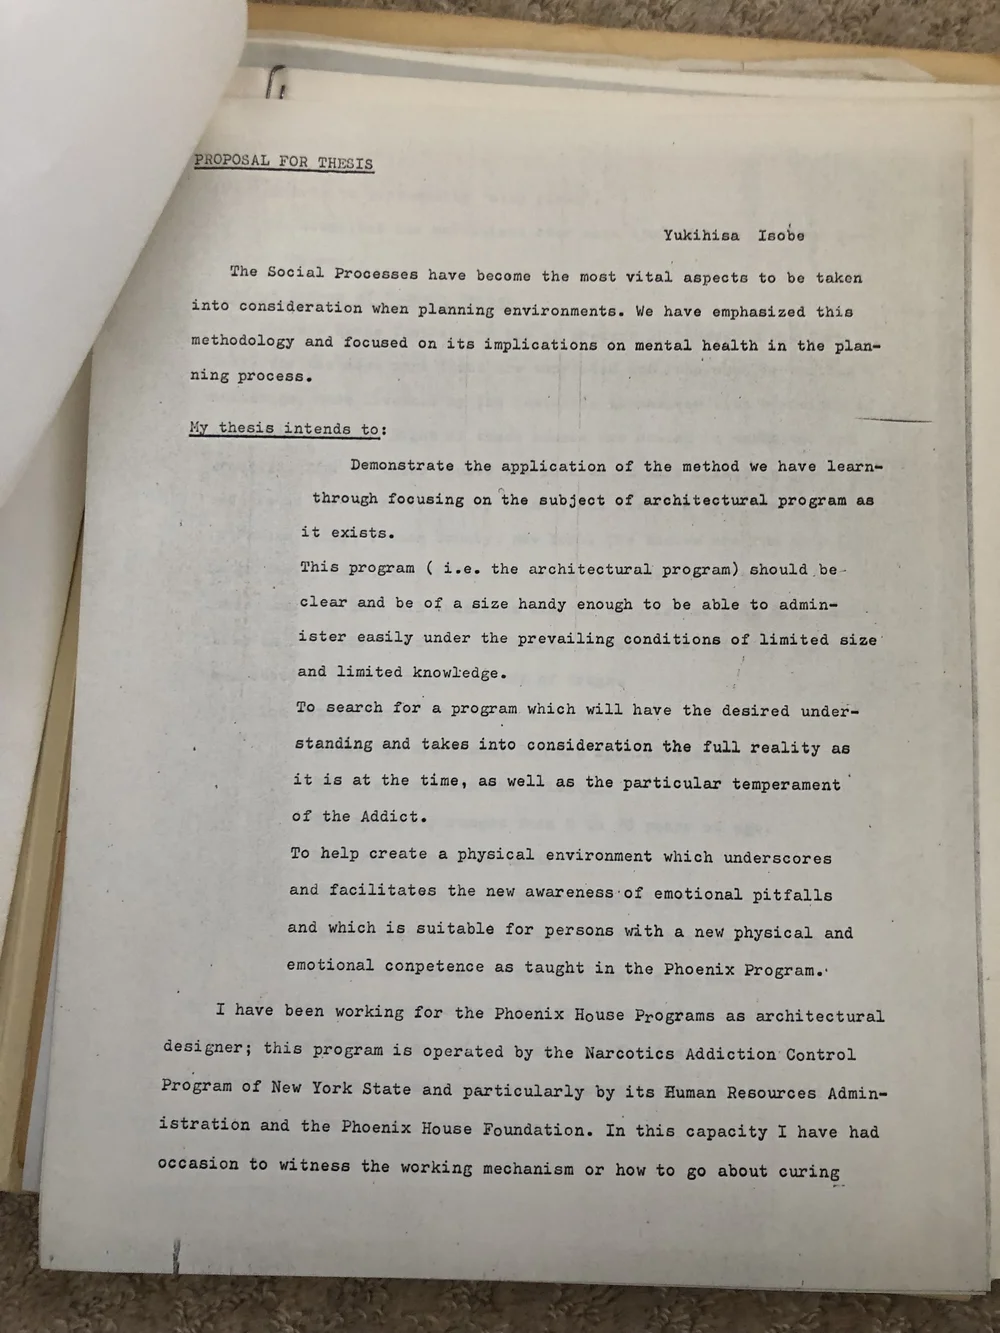 PROPOSAL FOR THESIS
Yukihisa Isobe
The Social Processes have become the most vital aspects to be taken
into consideration when planning environments. We have emphasized this
methodology and focused on its implications on mental health in the plan-
ning process.
My thesis intends to:
Demonstrate the application of the method we have learn-
through focusing on the subject of architectural program as
it exists.
This program ( i.e. the architectural program) should be
clear and be of a size handy enough to be able to admin-
ister easily under the prevailing conditions of limited size
and limited knowledge.
To search for a program which will have the desired under-
standing and takes into consideration the full reality as
it is at the time, as well as the particular temperament
of the Addict.
To help create a physical environment which underscores
and facilitates the new awareness of emotional pitfalls
and which is suitable for persons with a new physical and
emotional conpetence as taught in the Phoenix Program.
I have been working for the Phoenix House Programs as architectural
designer; this program is operated by the Narcotics Addiction Control
Program of New York State and particularly by its Human Resources Admin-
istration and the Phoenix House Foundation. In this capacity I have had
occasion to witness the working mechanism or how to go about curing